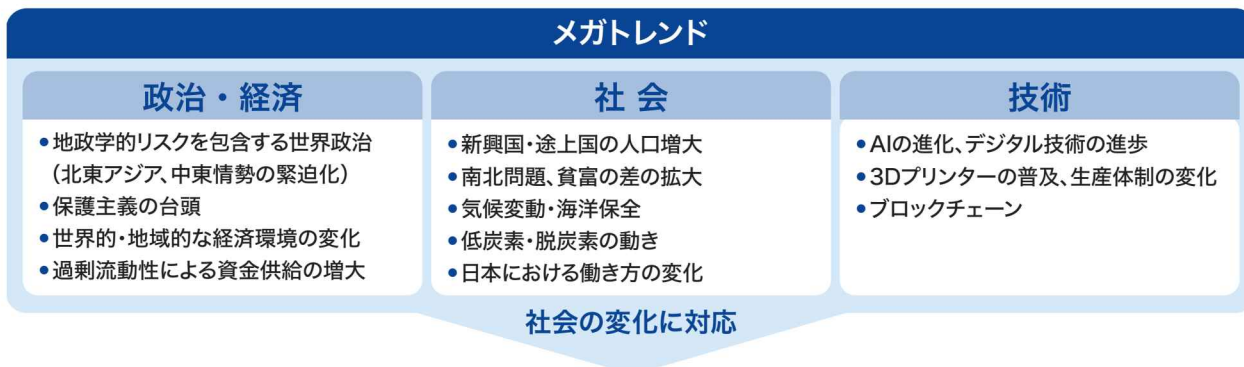 メガトレンド
政治・経済
●地政学的リスクを包含する世界政治
（北東アジア、中東情勢の緊迫化）
●保護主義の台頭
●世界的・地域的な経済環境の変化
●過剰流動性による資金供給の増大
社 会
●新興国・途上国の人口増大
●南北問題、貧富の差の拡大
●気候変動・海洋保全
●低炭素・脱炭素の動き
●日本における働き方の変化
技術
●AIの進化、デジタル技術の進歩
●3Dプリンターの普及、生産体制の変化
●ブロックチェーン
社会の変化に対応